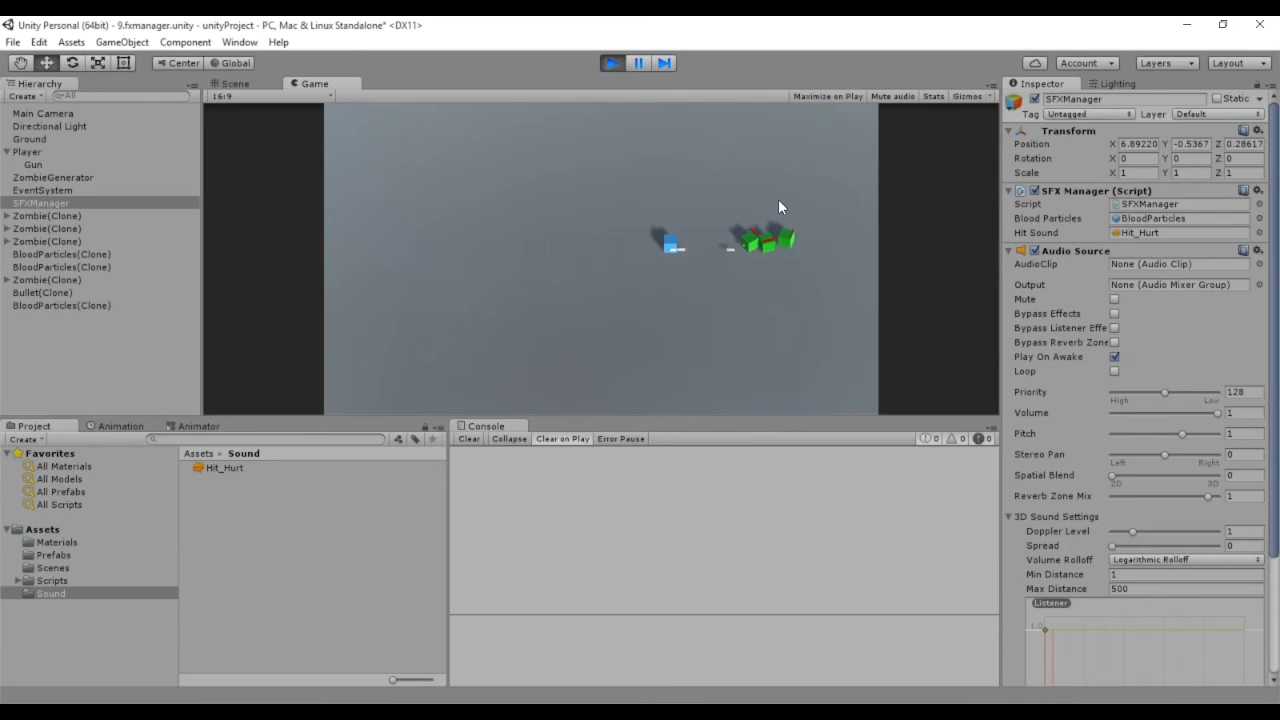 Unity Personal (64bit) - 9.fxmanager.unity - unityProject - PC, Mac & Linux Standalone* <DX11>
File Edit Assets GameObject Component Window Help
Center Global Account Layers Layout
Hierarchy
Create All
Main Camera
Directional Light
Ground
Player
Gun
ZombieGenerator
EventSystem
SFXManager
Zombie(Clone)
Zombie(Clone)
Zombie(Clone)
BloodParticles(Clone)
BloodParticles(Clone)
Zombie(Clone)
Bullet(Clone)
BloodParticles(Clone)
Scene Game
16:9 Maximize on Play Mute audio Stats Gizmos
Inspector Lighting
SFXManager Static
Tag Untagged Layer Default
Transform
Position X 6.89220 Y -0.5367 Z 0.28617
Rotation X 0 Y 0 Z 0
Scale X 1 Y 1 Z 1
SFX Manager (Script)
Script SFXManager
Blood Particles BloodParticles
Hit Sound Hit_Hurt
Audio Source
AudioClip None (Audio Clip)
Output None (Audio Mixer Group)
Mute
Bypass Effects
Bypass Listener Effe
Bypass Reverb Zone
Play On Awake
Loop
Priority 128
High Low
Volume 1
Pitch 1
Stereo Pan 0
Left Right
Spatial Blend 0
2D 3D
Reverb Zone Mix 1
3D Sound Settings
Doppler Level 1
Spread 0
Volume Rolloff Logarithmic Rolloff
Min Distance 1
Max Distance 500
Listener
1.0
Project Animation Animator
Create
Favorites
All Materials
All Models
All Prefabs
All Scripts
Assets
Materials
Prefabs
Scenes
Scripts
Sound
Assets Sound
Hit_Hurt
Console
Clear Collapse Clear on Play Error Pause 0 0 0